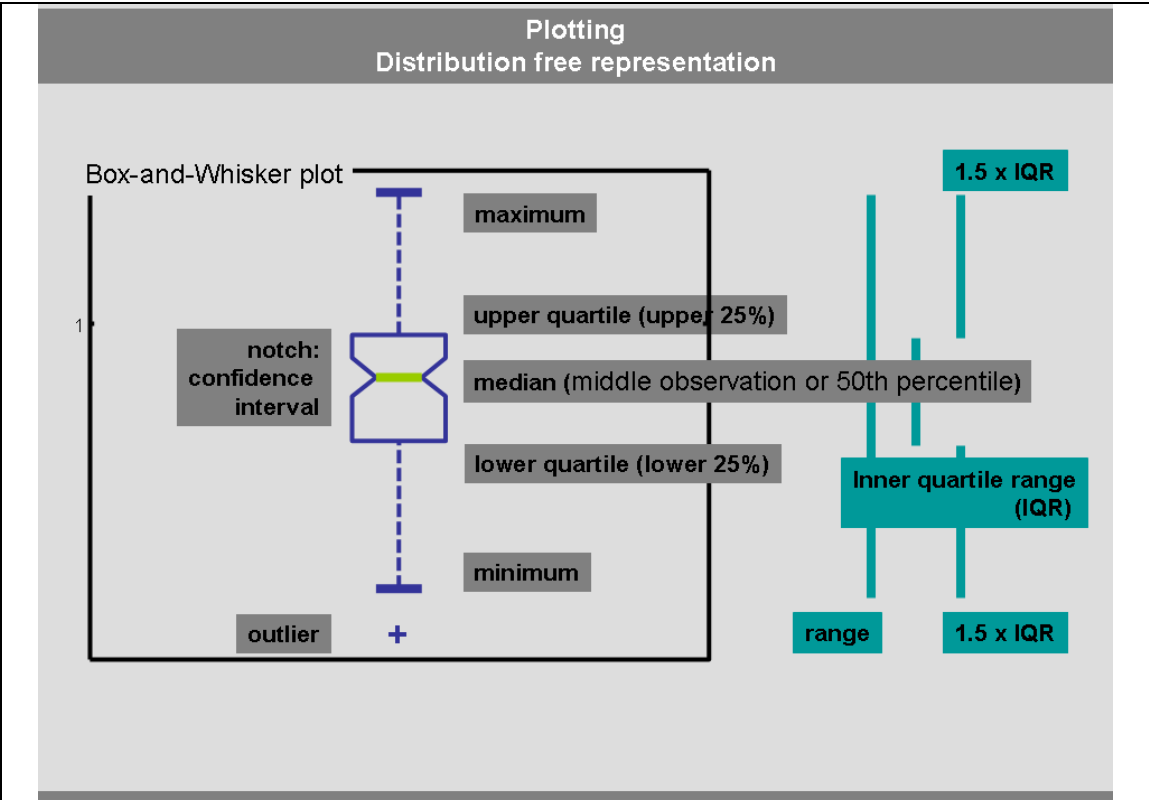 Plotting
Distribution free representation
Box-and-Whisker plot
1.5 x IQR
maximum
upper quartile (upper 25%)
1
notch:
confidence
interval
median (middle observation or 50th percentile)
lower quartile (lower 25%)
Inner quartile range
(IQR)
minimum
outlier
+
range
1.5 x IQR